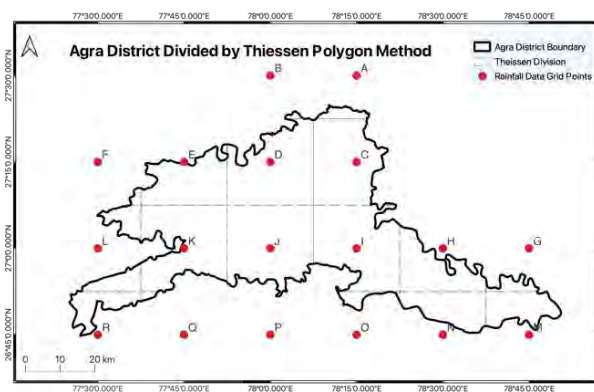 77°30'0.000"E 77°45'0.000"E 78°0'0.000"E 78°15'0.000"E 78°30'0.000"E 78°45'0.000"E
Agra District Divided by Thiessen Polygon Method
Agra District Boundary
Theissen Division
Rainfall Data Grid Points
27°30'0.000"N
B A
27°15'0.000"N
F E D C
27°0'0.000"N
L K J I H G
26°45'0.000"N
R Q P O N M
0 10 20 km
77°30'0.000"E 77°45'0.000"E 78°0'0.000"E 78°15'0.000"E 78°30'0.000"E 78°45'0.000"E